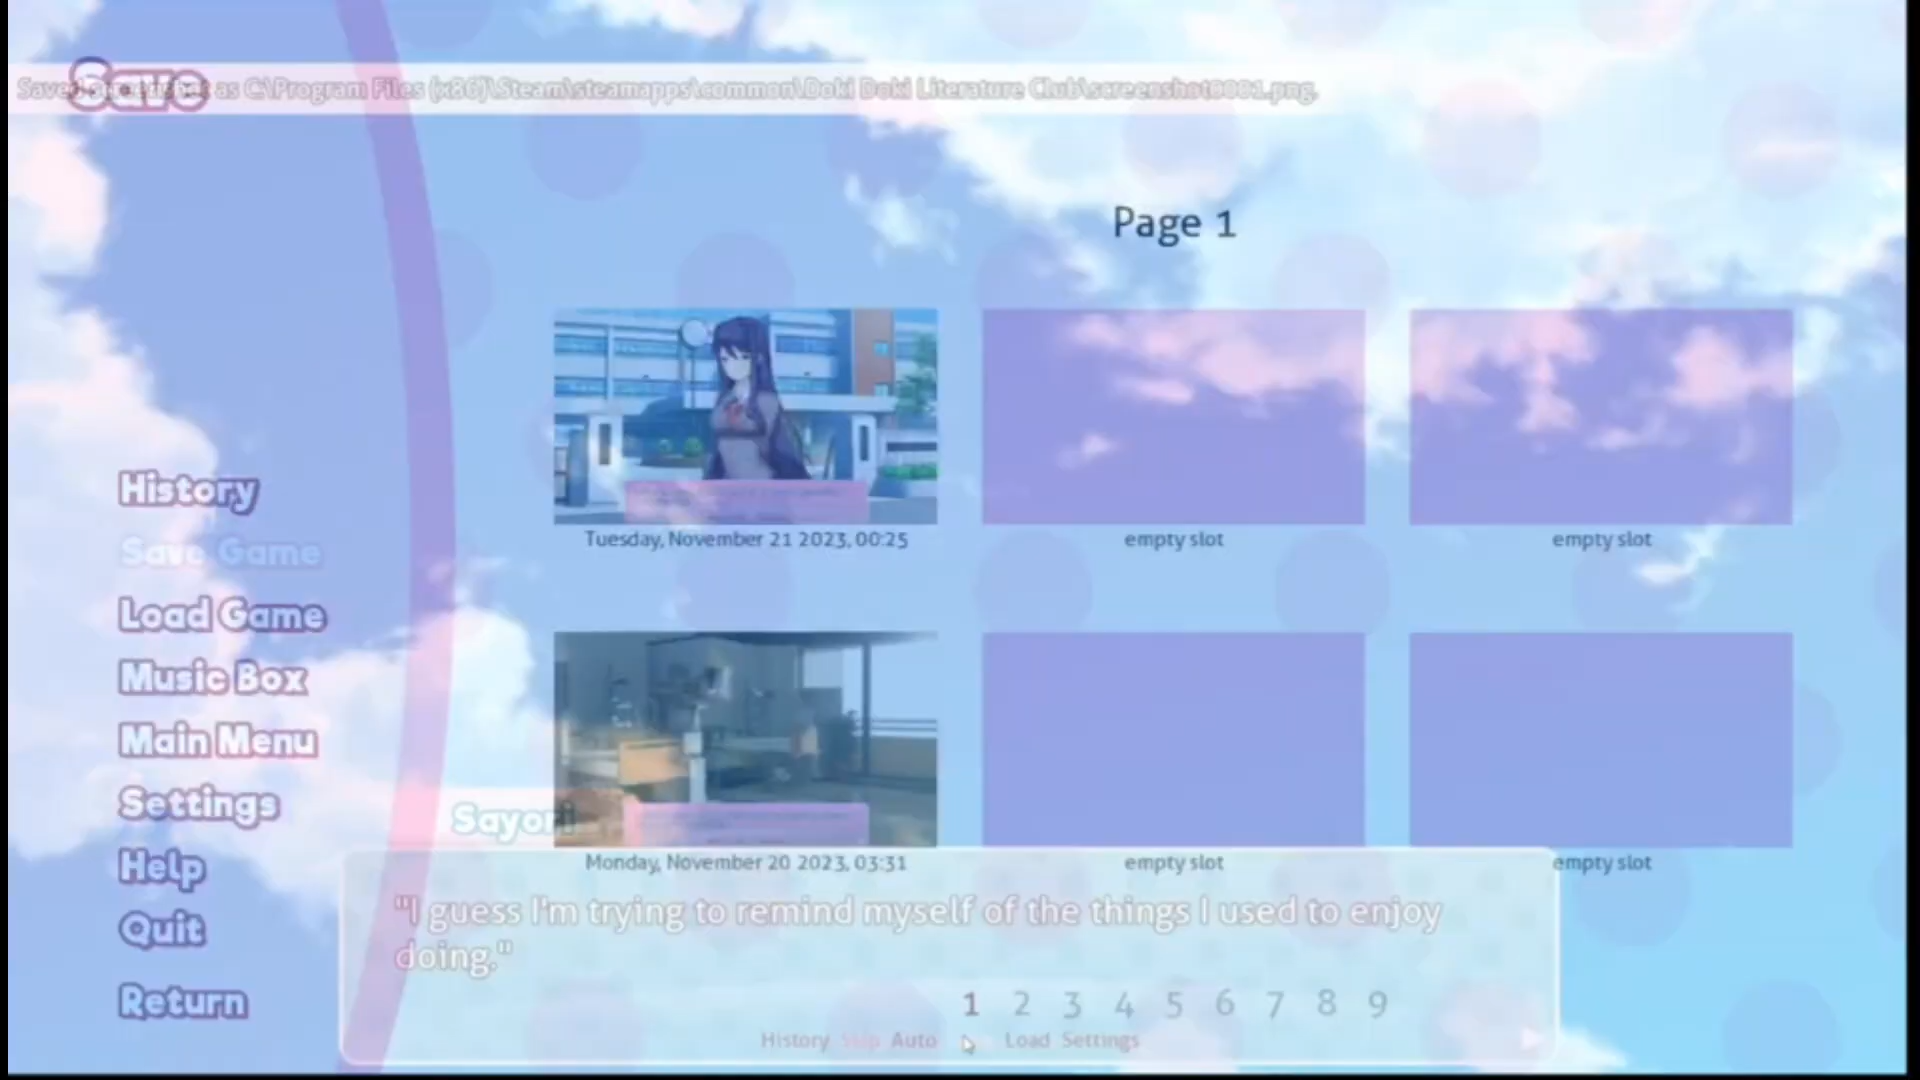 Save
Saved screenshot as C:\Program Files (x86)\Steam\steamapps\common\Doki Doki Literature Club\screenshot0001.png.
Page 1
Tuesday, November 21 2023, 00:25
empty slot
empty slot
History
Save Game
Load Game
Music Box
Main Menu
Settings
Help
Quit
Return
Monday, November 20 2023, 03:31
empty slot
empty slot
Sayori
"I guess I'm trying to remind myself of the things I used to enjoy
doing."
1 2 3 4 5 6 7 8 9
History Skip Auto Load Settings